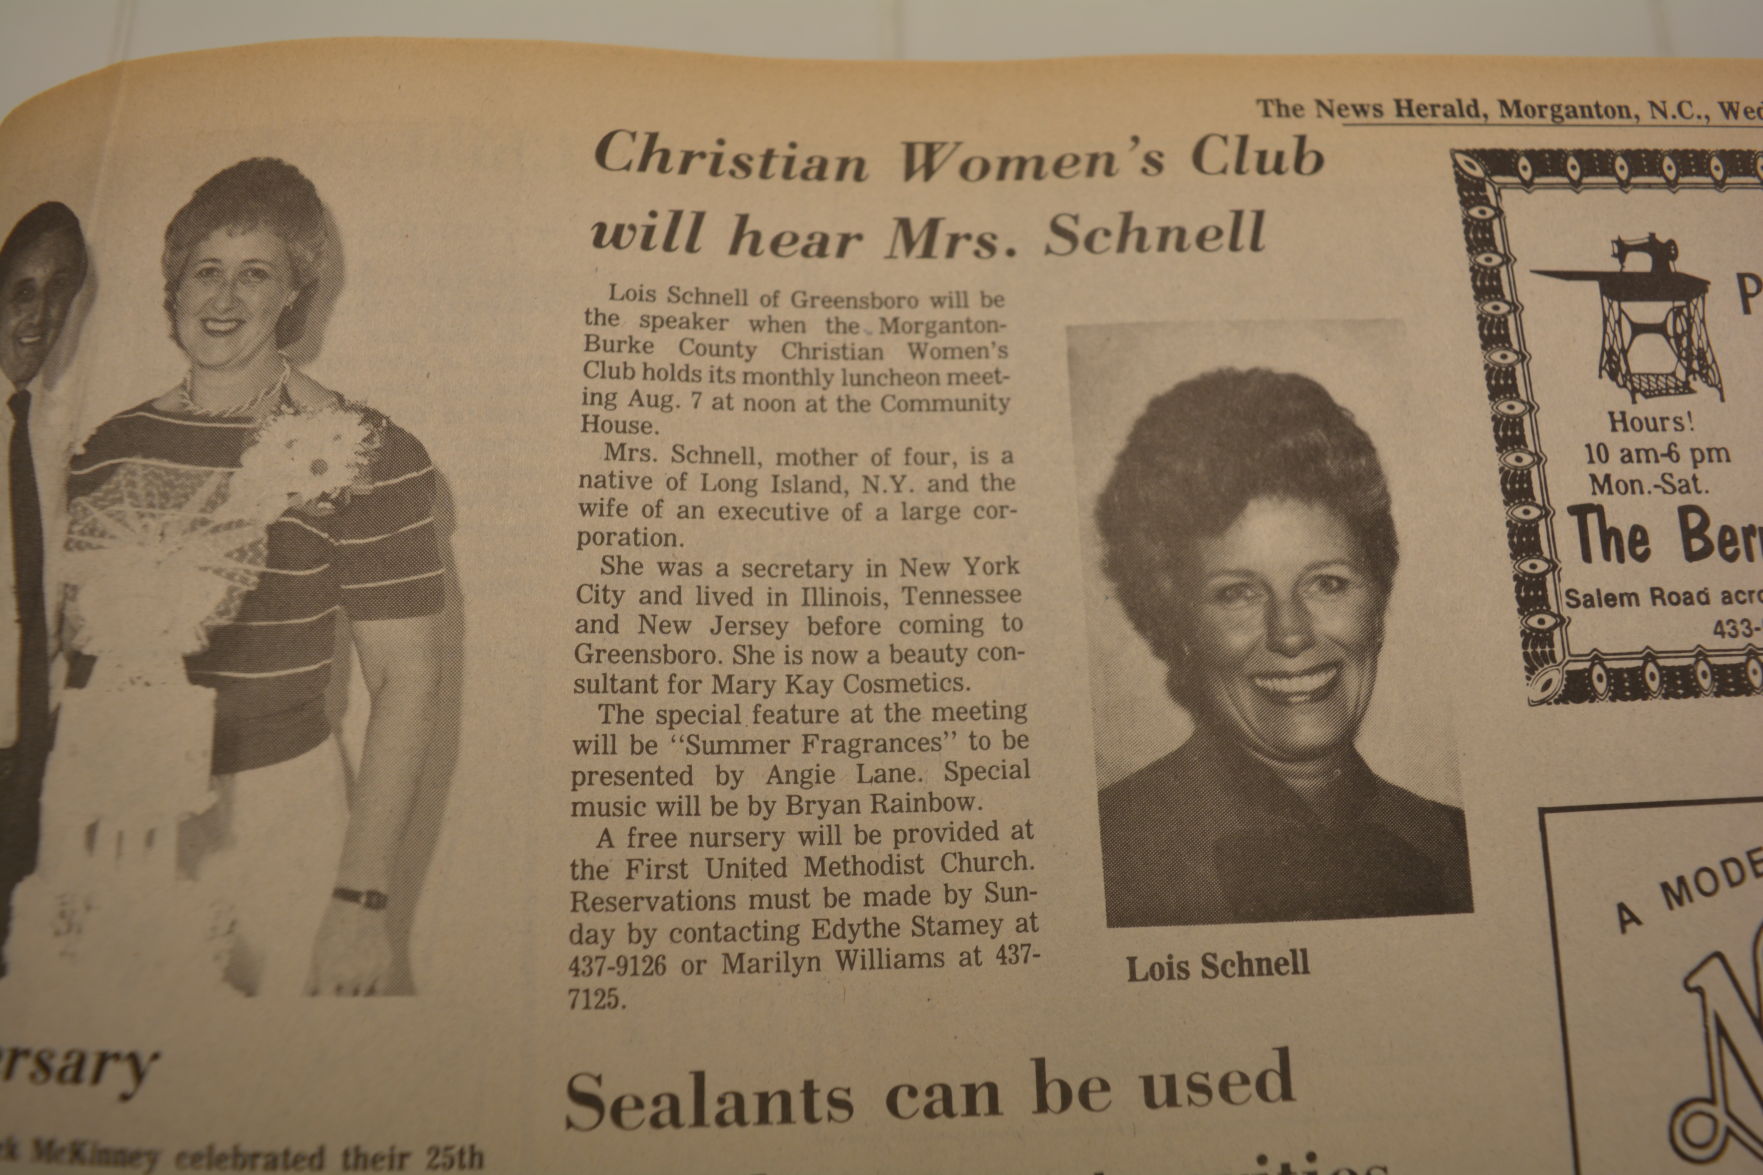 The News Herald, Morganton, N.C., Wed
Christian Women's Club
will hear Mrs. Schnell
Lois Schnell of Greensboro will be
the speaker when the Morganton-
Burke County Christian Women's
Club holds its monthly luncheon meet-
ing Aug. 7 at noon at the Community
House.
Mrs. Schnell, mother of four, is a
native of Long Island, N.Y. and the
wife of an executive of a large cor-
poration.
She was a secretary in New York
City and lived in Illinois, Tennessee
and New Jersey before coming to
Greensboro. She is now a beauty con-
sultant for Mary Kay Cosmetics.
The special feature at the meeting
will be "Summer Fragrances" to be
presented by Angie Lane. Special
music will be by Bryan Rainbow.
A free nursery will be provided at
the First United Methodist Church.
Reservations must be made by Sun-
day by contacting Edythe Stamey at
437-9126 or Marilyn Williams at 437-
7125.
Lois Schnell
Hours!
10 am-6 pm
Mon.-Sat.
The Ber
Salem Road acro
433-
A MODE
ersary
McKinney celebrated their 25th
Sealants can be used